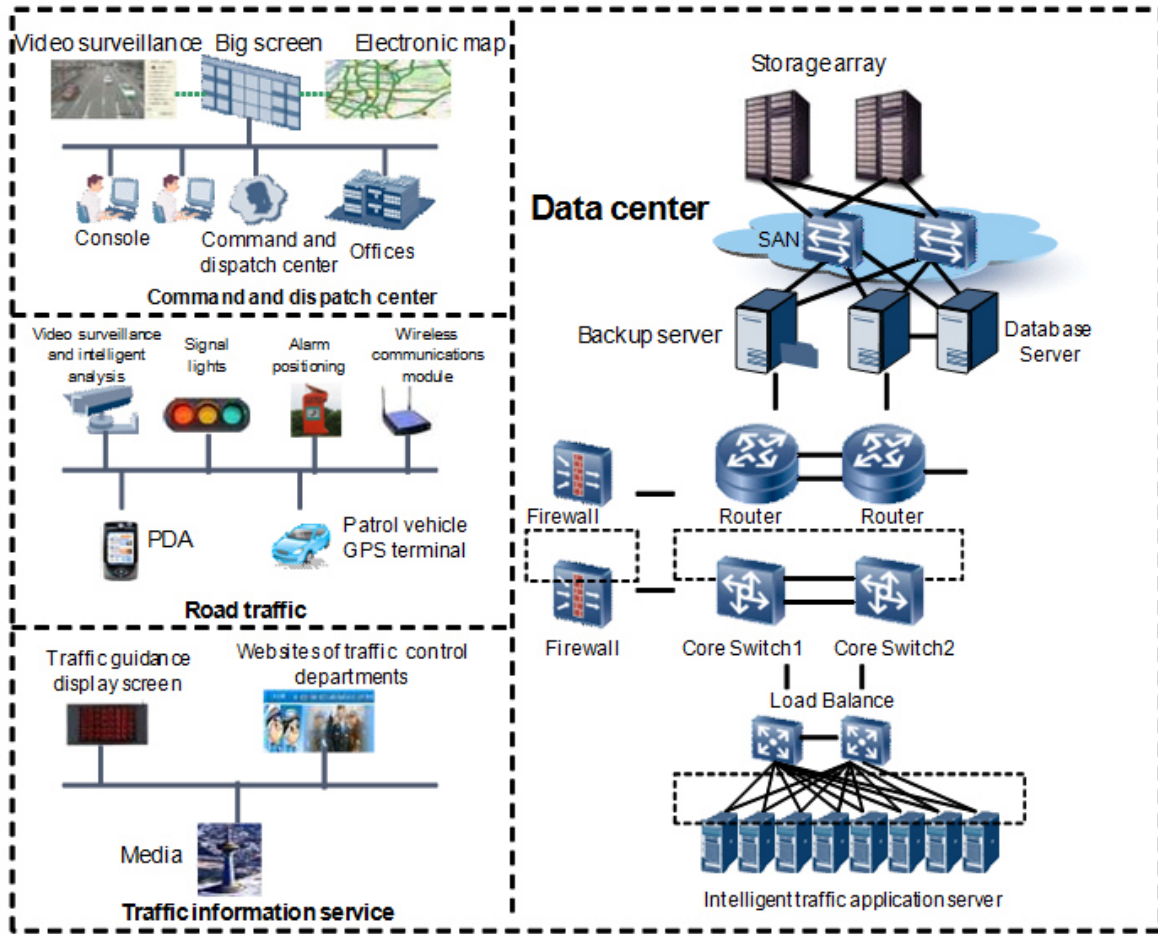 Video surveillance
Big screen
Electronic map
Console
Command and
dispatch center
Offices
Command and dispatch center
Video surveillance
and intelligent
analysis
Signal
lights
Alarm
positioning
Wireless
communications
module
PDA
Patrol vehicle
GPS terminal
Road traffic
Traffic guidance
display screen
Websites of traffic control
departments
Media
Traffic information service
Storage array
Data center
SAN
Backup server
Database
Server
Firewall
Router
Router
Firewall
Core Switch1
Core Switch2
Load Balance
Intelligent traffic application server